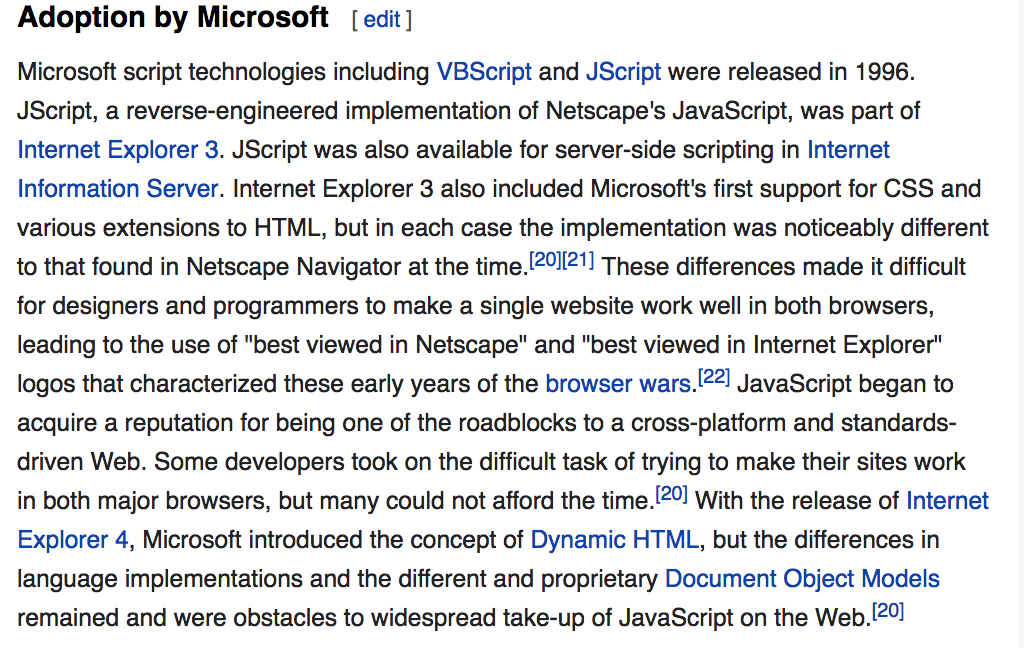 Adoption by Microsoft [ edit ]
Microsoft script technologies including VBScript and JScript were released in 1996.
JScript, a reverse-engineered implementation of Netscape's JavaScript, was part of
Internet Explorer 3. JScript was also available for server-side scripting in Internet
Information Server. Internet Explorer 3 also included Microsoft's first support for CSS and
various extensions to HTML, but in each case the implementation was noticeably different
to that found in Netscape Navigator at the time.[20][21] These differences made it difficult
for designers and programmers to make a single website work well in both browsers,
leading to the use of "best viewed in Netscape" and "best viewed in Internet Explorer"
logos that characterized these early years of the browser wars.[22] JavaScript began to
acquire a reputation for being one of the roadblocks to a cross-platform and standards-
driven Web. Some developers took on the difficult task of trying to make their sites work
in both major browsers, but many could not afford the time.[20] With the release of Internet
Explorer 4, Microsoft introduced the concept of Dynamic HTML, but the differences in
language implementations and the different and proprietary Document Object Models
remained and were obstacles to widespread take-up of JavaScript on the Web.[20]